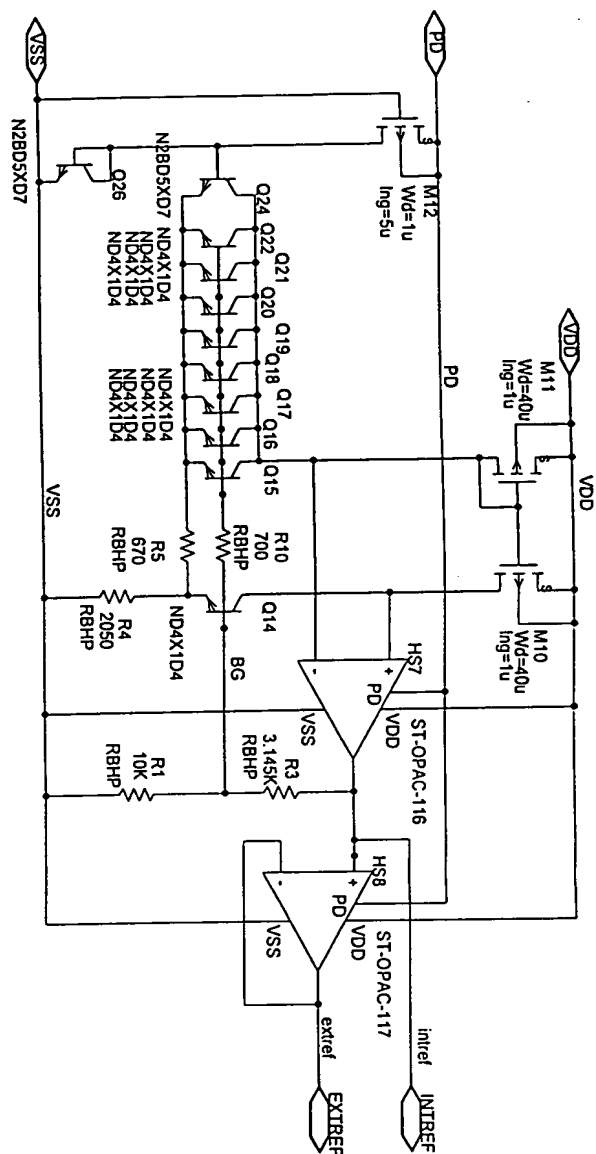 VSS
PD
VDD
N2BD5XD7
Q26
N2BD5XD7
Q24
M12
Wd=1u
lng=5u
ND4X1D4
ND4X1D4
ND4X1D4
ND4X1D4
Q22
Q21
Q20
Q19
ND4X1D4
ND4X1D4
ND4X1D4
ND4X1D4
Q18
Q17
Q16
Q15
PD
M11
Wd=40u
lng=1u
VDD
VSS
R5
670
RBHP
R10
700
RBHP
M10
Wd=40u
lng=1u
R4
2050
RBHP
ND4X1D4
Q14
BG
HS7
-
+
PD
VSS
VDD
ST-OPAC-116
R1
10K
RBHP
R3
3.145K
RBHP
HS8
-
+
PD
VSS
VDD
ST-OPAC-117
extref
EXTREF
intref
INTREF
S
S
S